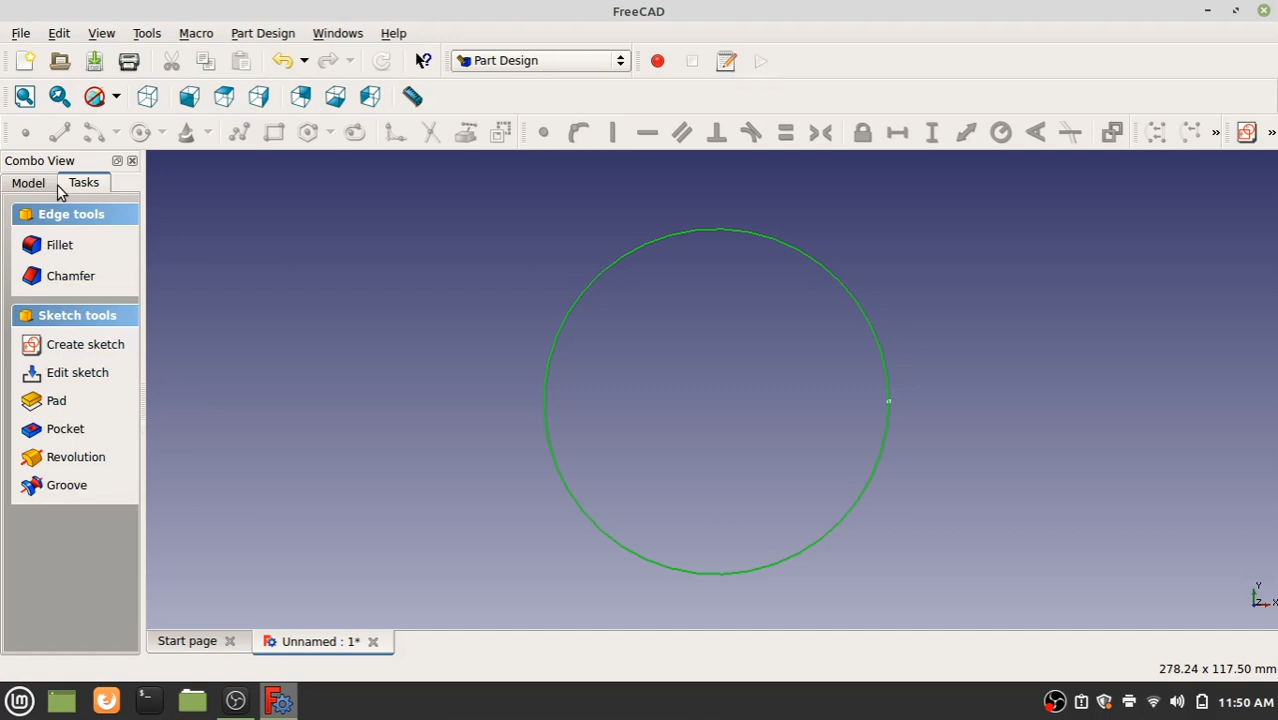 FreeCAD
File Edit View Tools Macro Part Design Windows Help
Part Design
Combo View
Model Tasks
Edge tools
Fillet
Chamfer
Sketch tools
Create sketch
Edit sketch
Pad
Pocket
Revolution
Groove
Y
Z X
Start page Unnamed : 1*
278.24 x 117.50 mm
11:50 AM